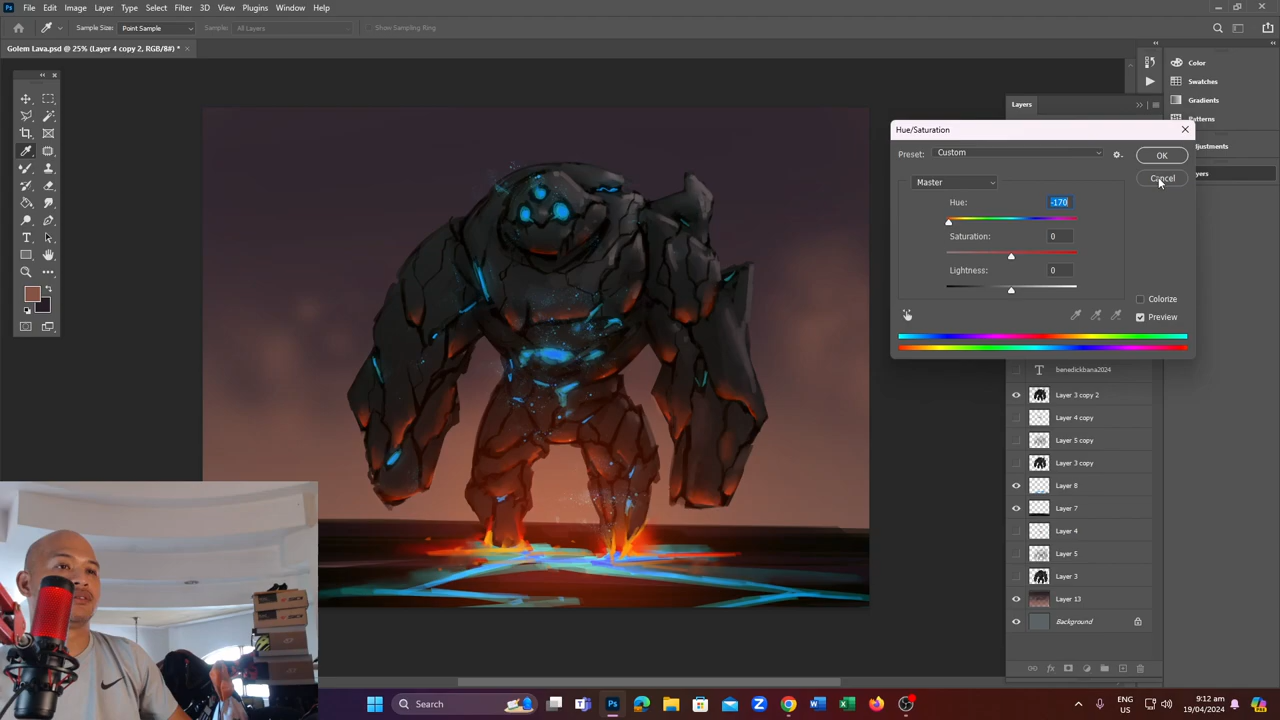 Ps File Edit Image Layer Type Select Filter 3D View Plugins Window Help
Sample Size: Point Sample Sample: All Layers Show Sampling Ring
Golem Lava.psd @ 25% (Layer 4 copy 2, RGB/8#) * ×
Color
Swatches
Gradients
Patterns
Layers
Hue/Saturation
Preset: Custom
OK
Cancel
Master
Hue: -170
Saturation: 0
Lightness: 0
Colorize
Preview
T benedickbana2024
Layer 3 copy 2
Layer 4 copy
Layer 5 copy
Layer 3 copy
Layer 8
Layer 7
Layer 4
Layer 5
Layer 3
Layer 13
Background
fx
Search
Ps
ENG
US
9:12 am
19/04/2024